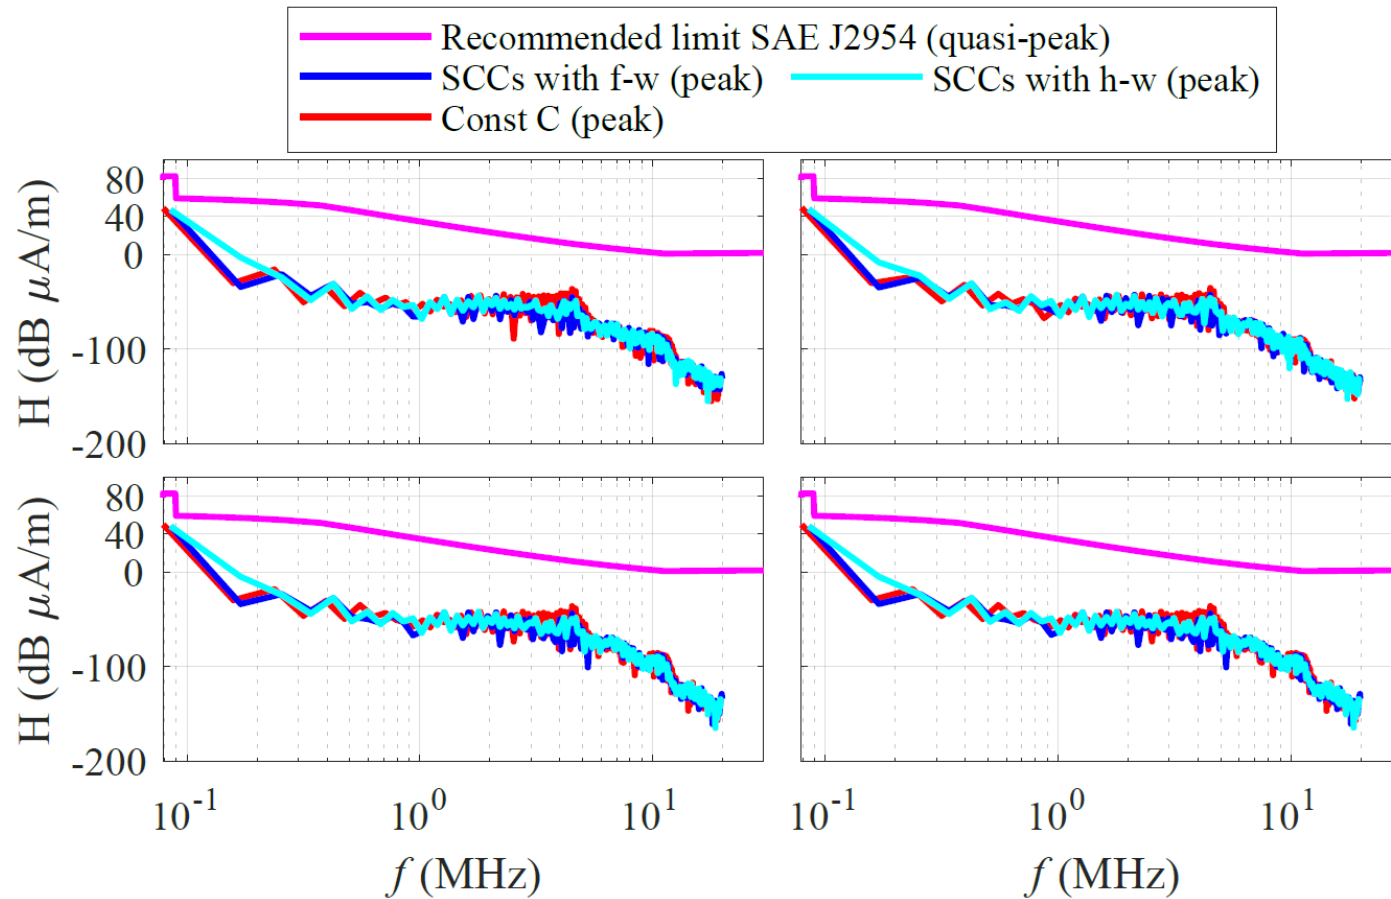 Recommended limit SAE J2954 (quasi-peak)
SCCs with f-w (peak) SCCs with h-w (peak)
Const C (peak)
H (dB μA/m)
80
40
0
-100
-200
H (dB μA/m)
80
40
0
-100
-200
10^-1 10^0 10^1
10^-1 10^0 10^1
f (MHz)
f (MHz)